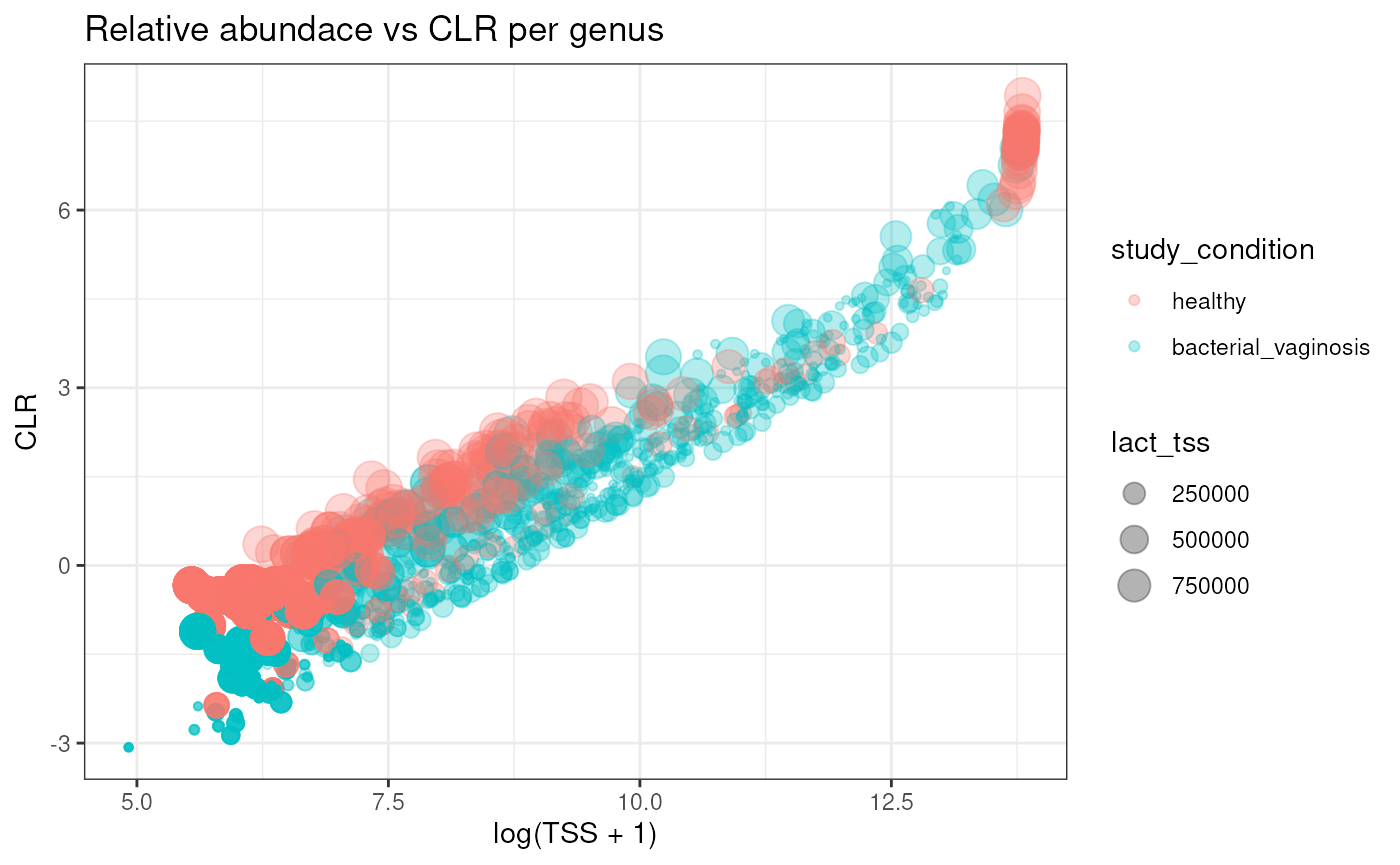 Relative abundace vs CLR per genus
CLR
6
3
0
-3
5.0
7.5
10.0
12.5
log(TSS + 1)
study_condition
healthy
bacterial_vaginosis
lact_tss
250000
500000
750000